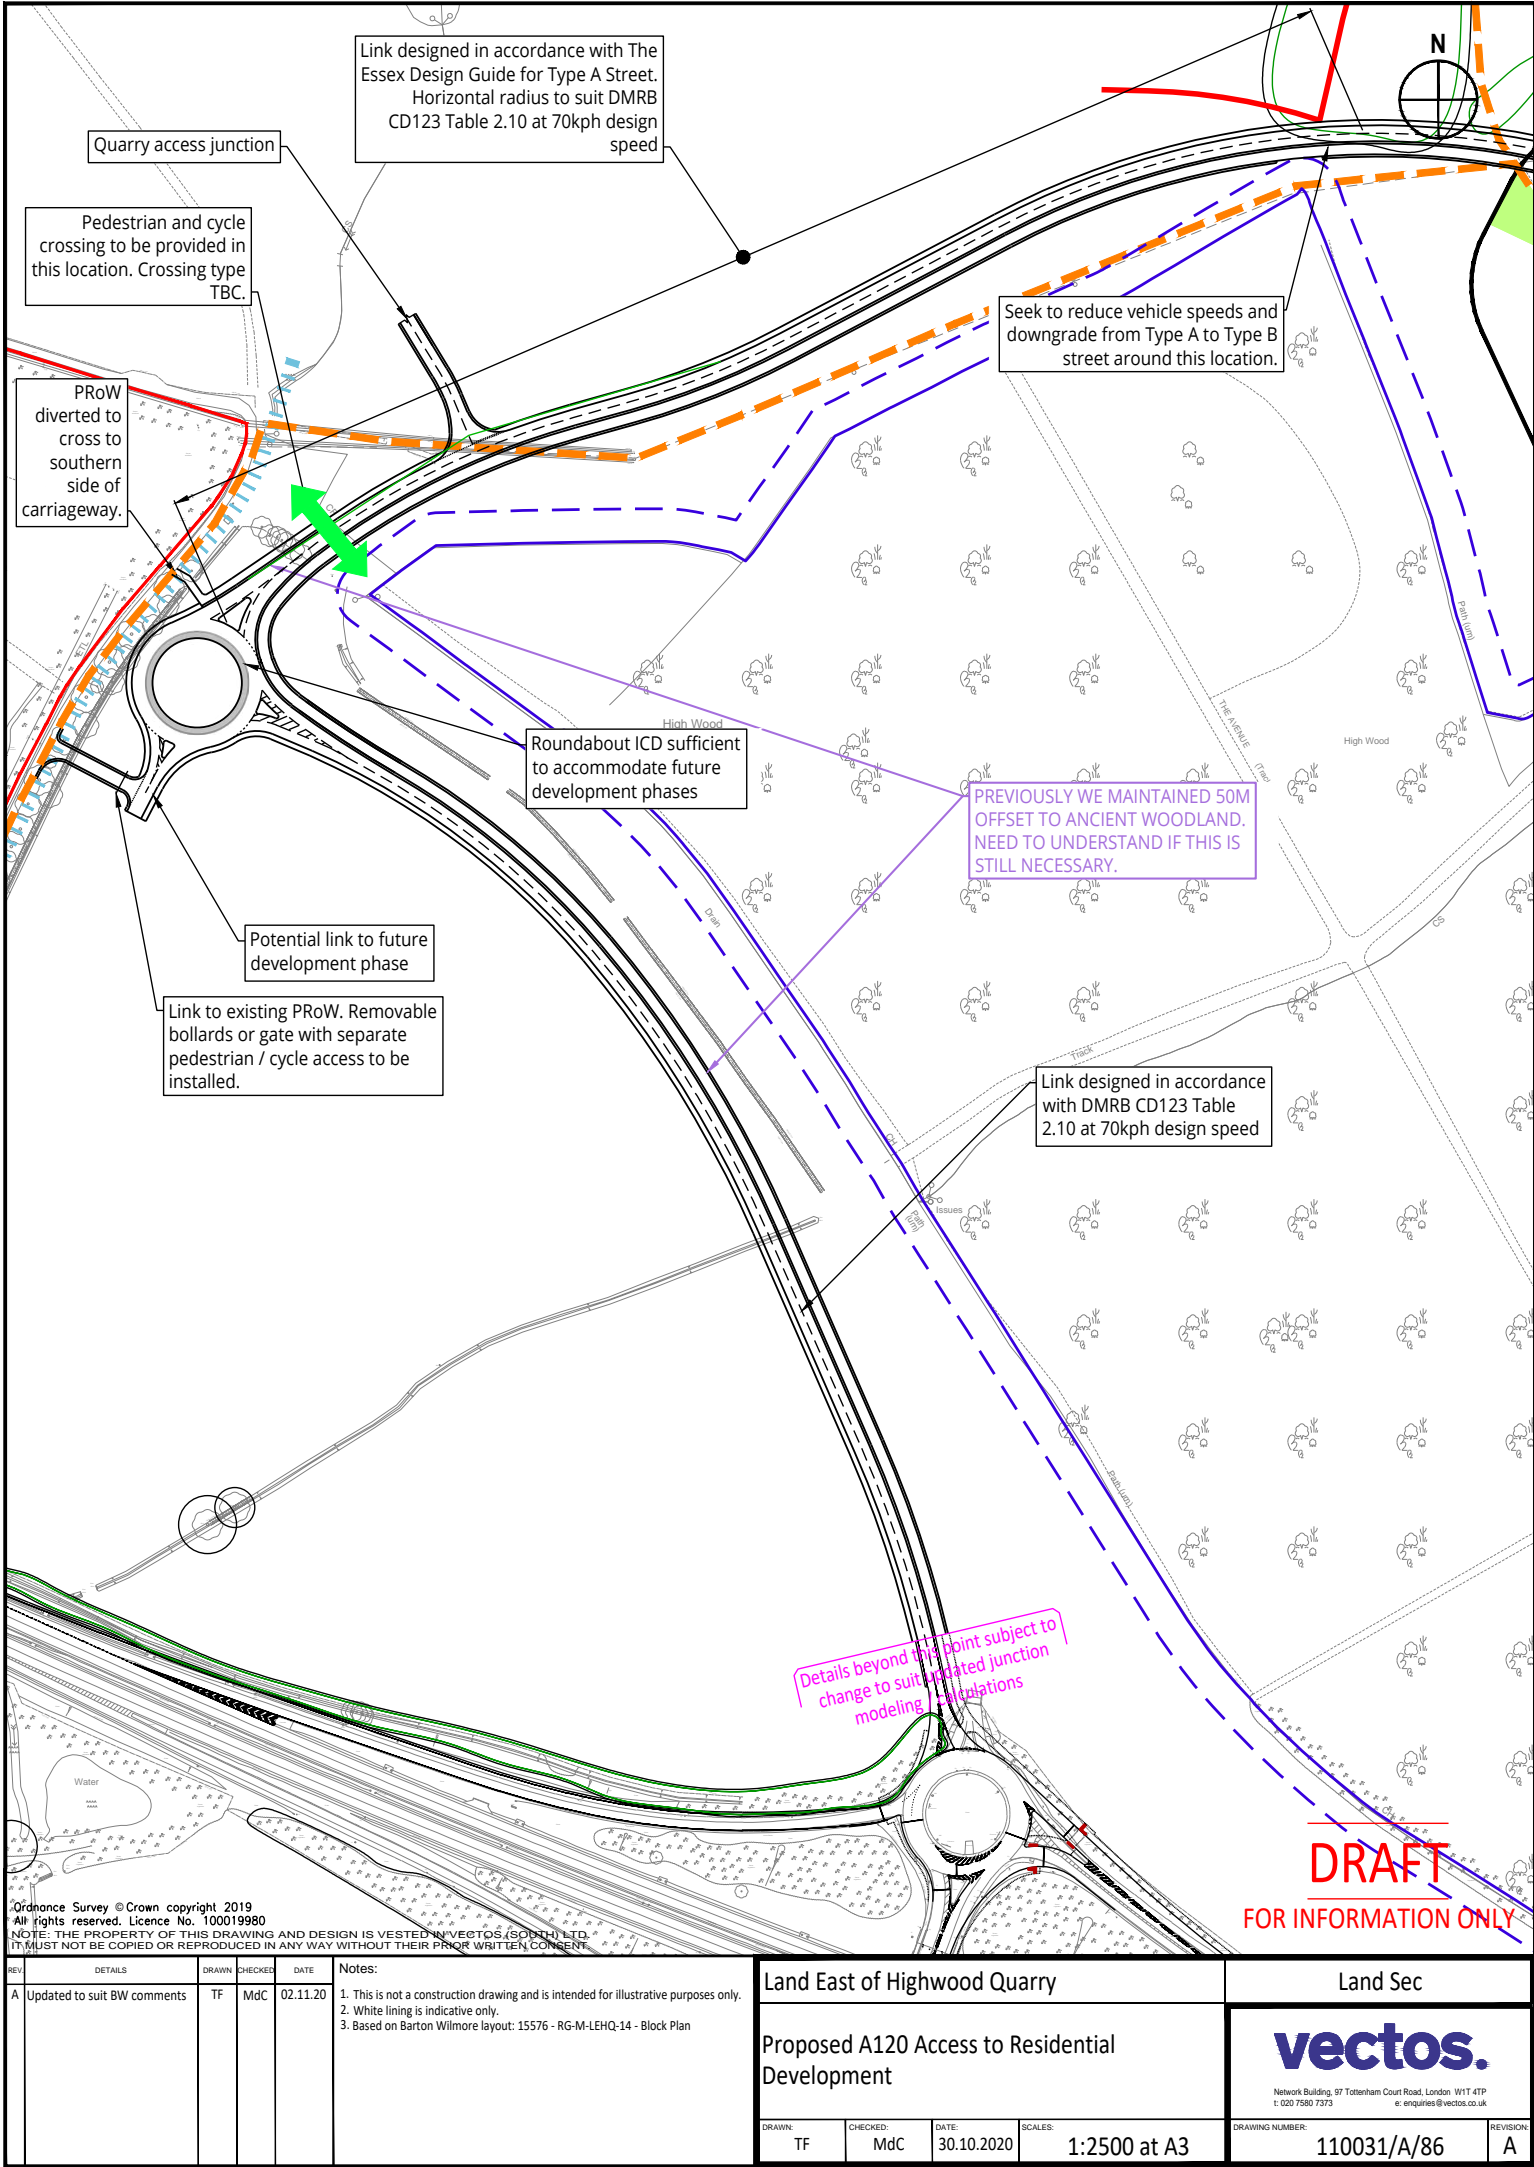 Link designed in accordance with The
Essex Design Guide for Type A Street.
Horizontal radius to suit DMRB
CD123 Table 2.10 at 70kph design
speed
N
Quarry access junction
Pedestrian and cycle
crossing to be provided in
this location. Crossing type
TBC.
Seek to reduce vehicle speeds and
downgrade from Type A to Type B
street around this location.
PRoW
diverted to
cross to
southern
side of
carriageway.
Path (um)
THE AVENUE
(Track)
High Wood
High Wood
Roundabout ICD sufficient
to accommodate future
development phases
PREVIOUSLY WE MAINTAINED 50M
OFFSET TO ANCIENT WOODLAND.
NEED TO UNDERSTAND IF THIS IS
STILL NECESSARY.
Drain
CS
Potential link to future
development phase
Link to existing PRoW. Removable
bollards or gate with separate
pedestrian / cycle access to be
installed.
Track
Link designed in accordance
with DMRB CD123 Table
2.10 at 70kph design speed
CH
Issues
Path
(um)
Path (um)
Details beyond this point subject to
change to suit updated junction
modeling / calculations
Water
DRAFT
FOR INFORMATION ONLY
Ordnance Survey © Crown copyright 2019
All rights reserved. Licence No. 100019980
NOTE: THE PROPERTY OF THIS DRAWING AND DESIGN IS VESTED IN VECTOS (SOUTH) LTD.
IT MUST NOT BE COPIED OR REPRODUCED IN ANY WAY WITHOUT THEIR PRIOR WRITTEN CONSENT
REV. DETAILS DRAWN CHECKED DATE
A Updated to suit BW comments TF MdC 02.11.20
Notes:
1. This is not a construction drawing and is intended for illustrative purposes only.
2. White lining is indicative only.
3. Based on Barton Wilmore layout: 15576 - RG-M-LEHQ-14 - Block Plan
Land East of Highwood Quarry
Land Sec
Proposed A120 Access to Residential
Development
vectos.
Network Building, 97 Tottenham Court Road, London W1T 4TP
t: 020 7580 7373 e: enquiries@vectos.co.uk
DRAWN: CHECKED: DATE: SCALES: DRAWING NUMBER: REVISION:
TF MdC 30.10.2020 1:2500 at A3 110031/A/86 A